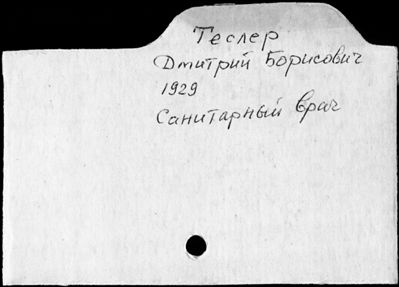 Теслер
Дмитрий Борисович
1929
Санитарный врач